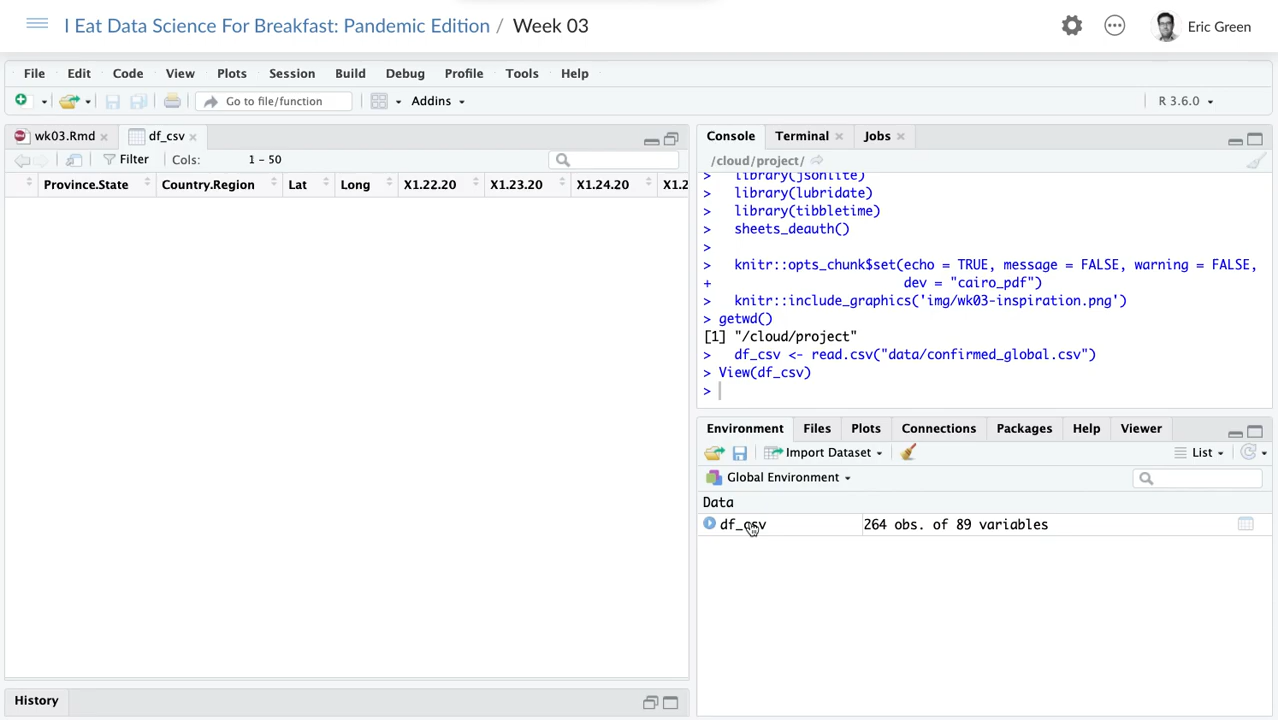 I Eat Data Science For Breakfast: Pandemic Edition / Week 03
Eric Green
File Edit Code View Plots Session Build Debug Profile Tools Help
Go to file/function Addins R 3.6.0
wk03.Rmd df_csv
Filter Cols: 1 - 50
Province.State Country.Region Lat Long X1.22.20 X1.23.20 X1.24.20 X1.2
History
Console Terminal Jobs
/cloud/project/
> library(jsonlite)
> library(lubridate)
> library(tibbletime)
> sheets_deauth()
>
> knitr::opts_chunk$set(echo = TRUE, message = FALSE, warning = FALSE,
+ dev = "cairo_pdf")
> knitr::include_graphics('img/wk03-inspiration.png')
> getwd()
[1] "/cloud/project"
> df_csv <- read.csv("data/confirmed_global.csv")
> View(df_csv)
>
Environment Files Plots Connections Packages Help Viewer
Import Dataset List
Global Environment
Data
df_csv 264 obs. of 89 variables